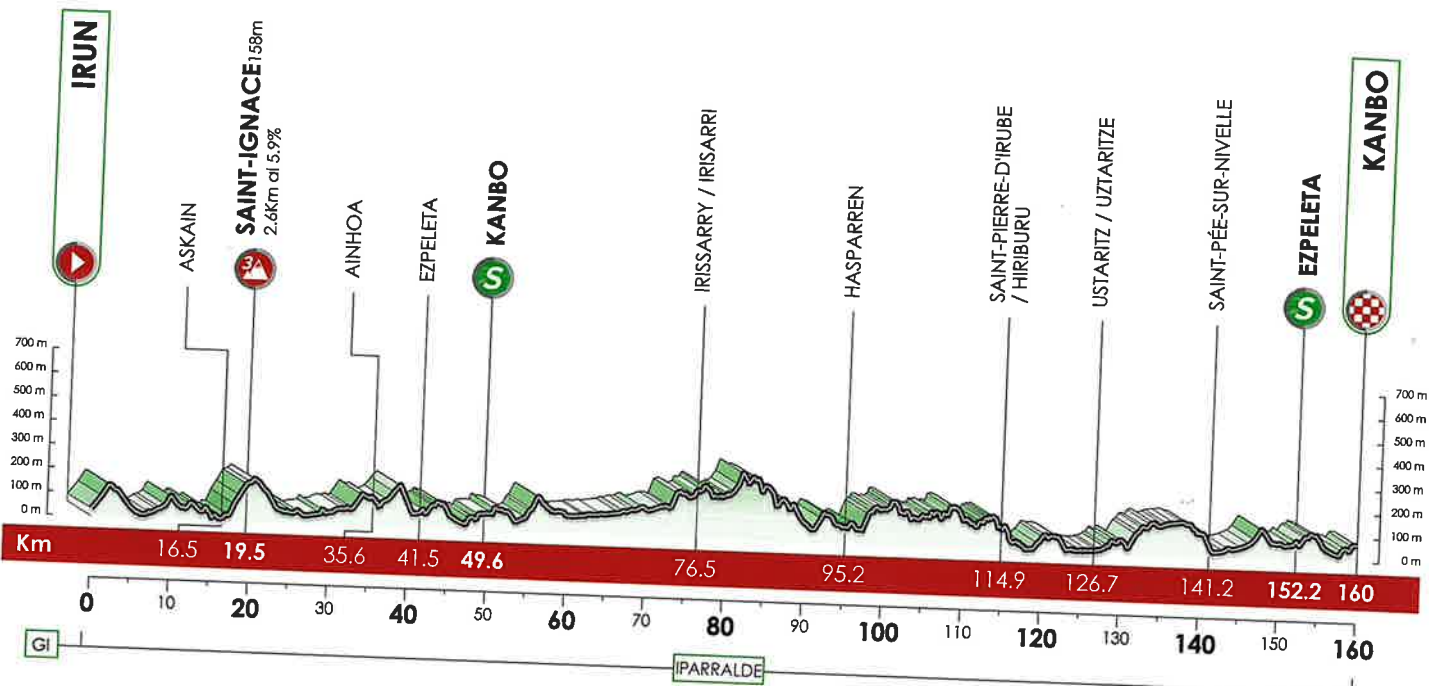 IRUN
ASKAIN
SAINT-IGNACE 158m
2.6Km al 5.9%
3ª
AINHOA
EZPELETA
KANBO
S
IRISSARRY / IRISARRI
HASPARREN
SAINT-PIERRE-D'IRUBE
/ HIRIBURU
USTARITZ / UZTARITZE
SAINT-PÉE-SUR-NIVELLE
EZPELETA
S
KANBO
700 m
600 m
500 m
400 m
300 m
200 m
100 m
0 m
700 m
600 m
500 m
400 m
300 m
200 m
100 m
0 m
Km 16.5 19.5 35.6 41.5 49.6 76.5 95.2 114.9 126.7 141.2 152.2 160
0 10 20 30 40 50 60 70 80 90 100 110 120 130 140 150 160
GI
IPARRALDE